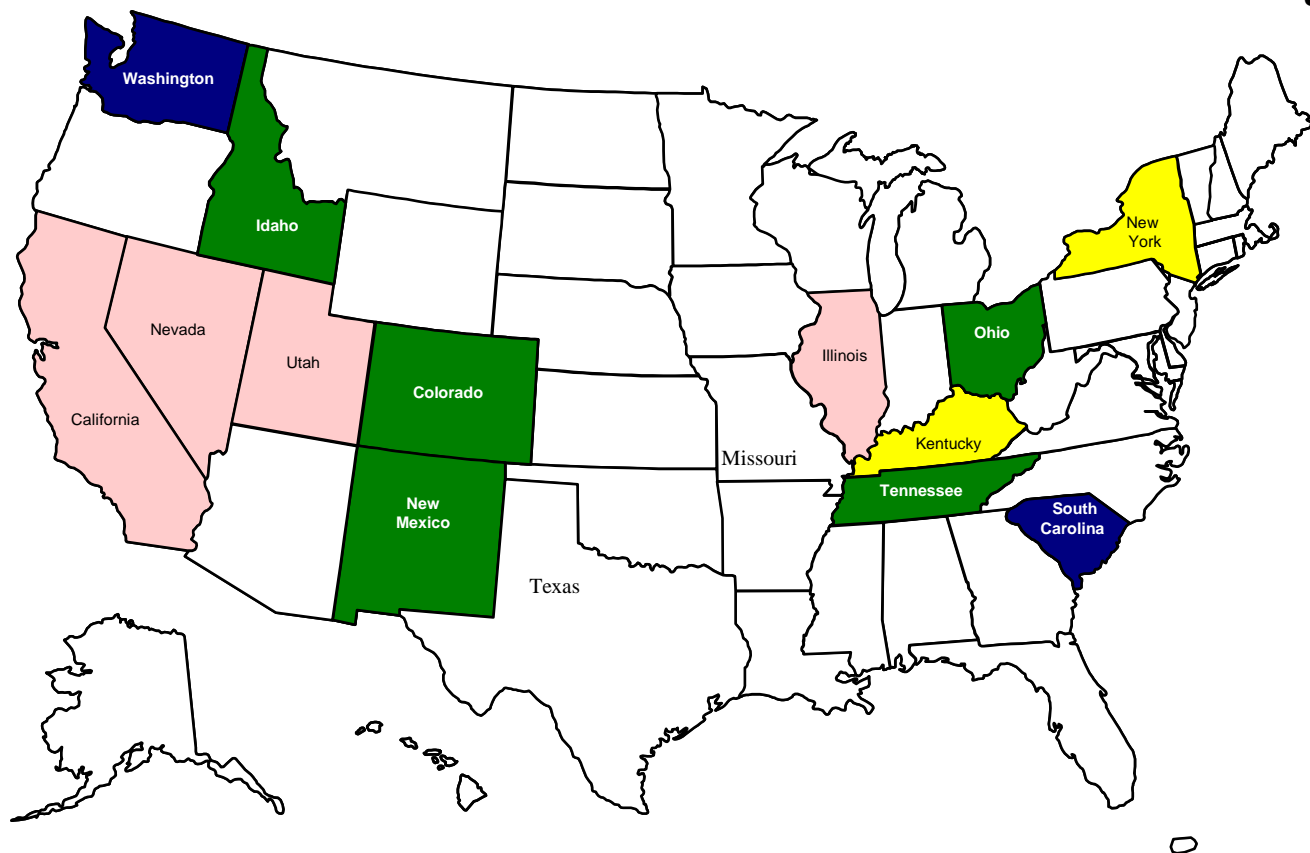 Washington
Idaho
New
York
Nevada
Ohio
Illinois
Utah
Colorado
California
Kentucky
Missouri
Tennessee
New
Mexico
South
Carolina
Texas